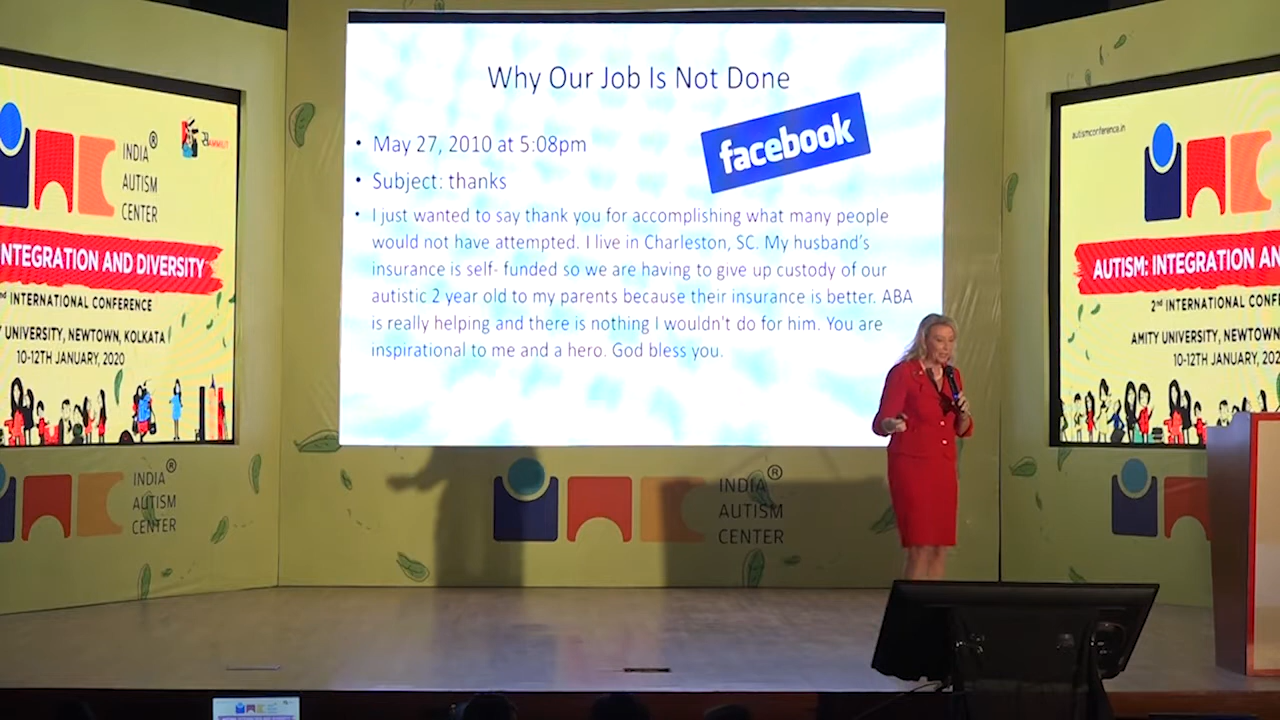 Why Our Job Is Not Done
• May 27, 2010 at 5:08pm
facebook
• Subject: thanks
• I just wanted to say thank you for accomplishing what many people
would not have attempted. I live in Charleston, SC. My husband's
insurance is self- funded so we are having to give up custody of our
autistic 2 year old to my parents because their insurance is better. ABA
is really helping and there is nothing I wouldn't do for him. You are
inspirational to me and a hero. God bless you.
INDIA
AUTISM
CENTER
®
NTEGRATION AND DIVERSITY
INTERNATIONAL CONFERENCE
UNIVERSITY, NEWTOWN, KOLKATA
10-12TH JANUARY, 2020
autismconference.in
AUTISM: INTEGRATION AN
2nd INTERNATIONAL CONFE
AMITY UNIVERSITY, NEWTOWN,
10-12TH JANUARY, 202
INDIA
AUTISM
CENTER
®
INDIA
AUTISM
CENTER
®